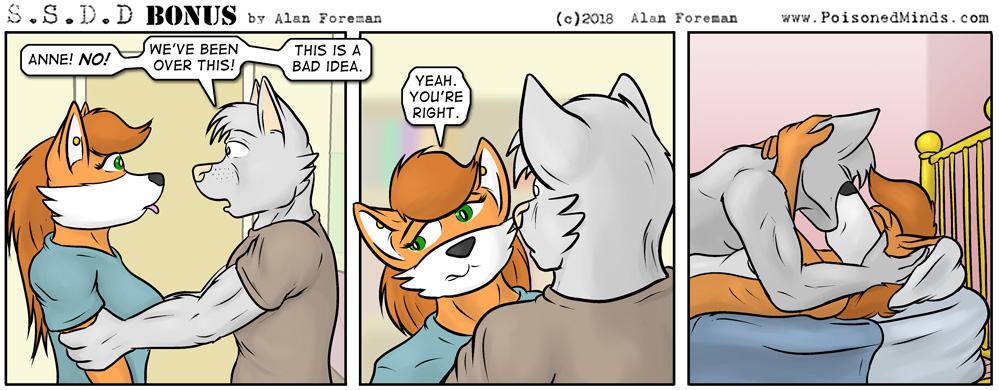 S.S.D.D BONUS by Alan Foreman (c)2018 Alan Foreman www.PoisonedMinds.com
ANNE! NO!
WE'VE BEEN
OVER THIS!
THIS IS A
BAD IDEA.
YEAH.
YOU'RE
RIGHT.